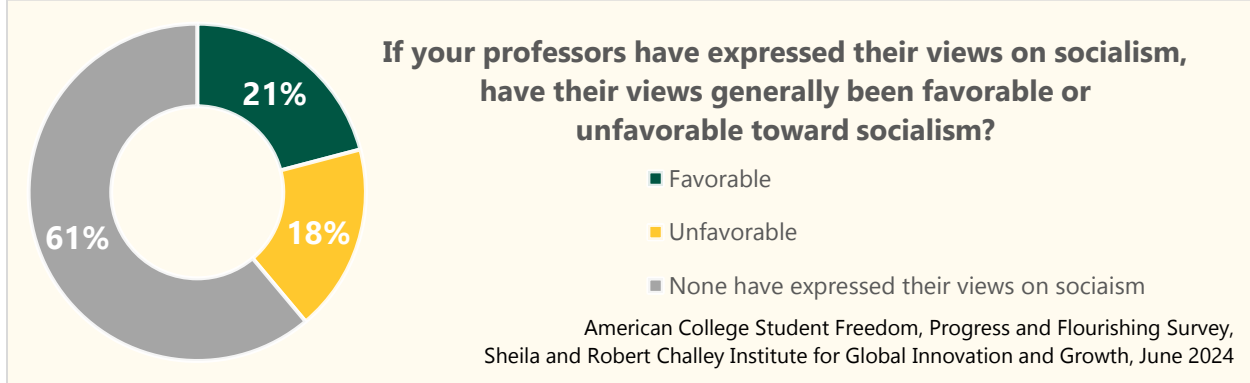 If your professors have expressed their views on socialism,
have their views generally been favorable or
unfavorable toward socialism?
21%
18%
61%
Favorable
Unfavorable
None have expressed their views on sociaism
American College Student Freedom, Progress and Flourishing Survey,
Sheila and Robert Challey Institute for Global Innovation and Growth, June 2024